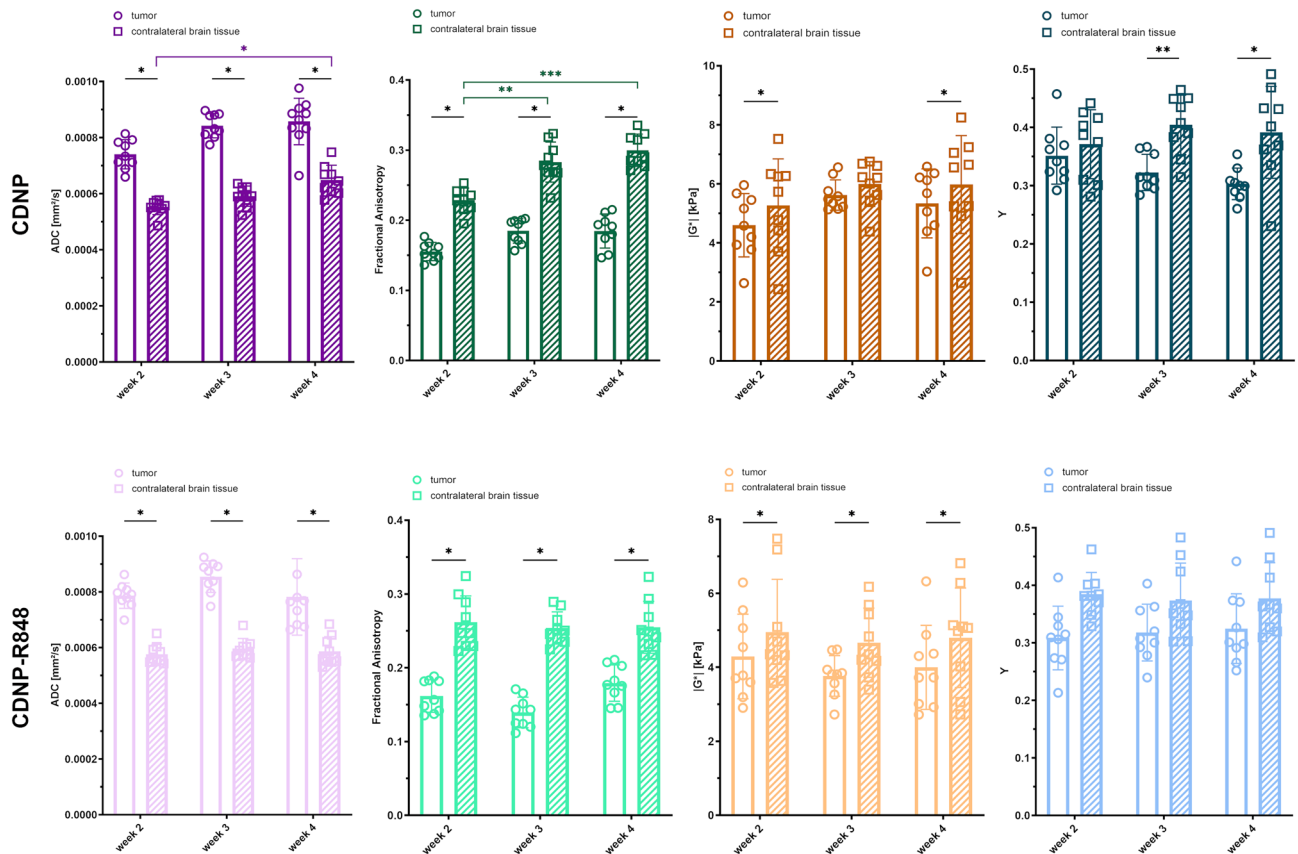 tumor
contralateral brain tissue
tumor
contralateral brain tissue
tumor
contralateral brain tissue
tumor
contralateral brain tissue
CDNP
ADC [mm²/s]
0.0010
0.0008
0.0006
0.0004
0.0002
0.0000
*
*
*
*
week 2
week 3
week 4
Fractional Anisotropy
0.4
0.3
0.2
0.1
0.0
***
**
*
*
*
week 2
week 3
week 4
|G*| [kPa]
10
8
6
4
2
0
*
*
week 2
week 3
week 4
Y
0.5
0.4
0.3
0.2
0.1
0.0
**
*
week 2
week 3
week 4
tumor
contralateral brain tissue
tumor
contralateral brain tissue
tumor
contralateral brain tissue
tumor
contralateral brain tissue
CDNP-R848
ADC [mm²/s]
0.0010
0.0008
0.0006
0.0004
0.0002
0.0000
*
*
*
week 2
week 3
week 4
Fractional Anisotropy
0.4
0.3
0.2
0.1
0.0
*
*
*
week 2
week 3
week 4
|G*| [kPa]
8
6
4
2
0
*
*
*
week 2
week 3
week 4
Y
0.5
0.4
0.3
0.2
0.1
0.0
week 2
week 3
week 4